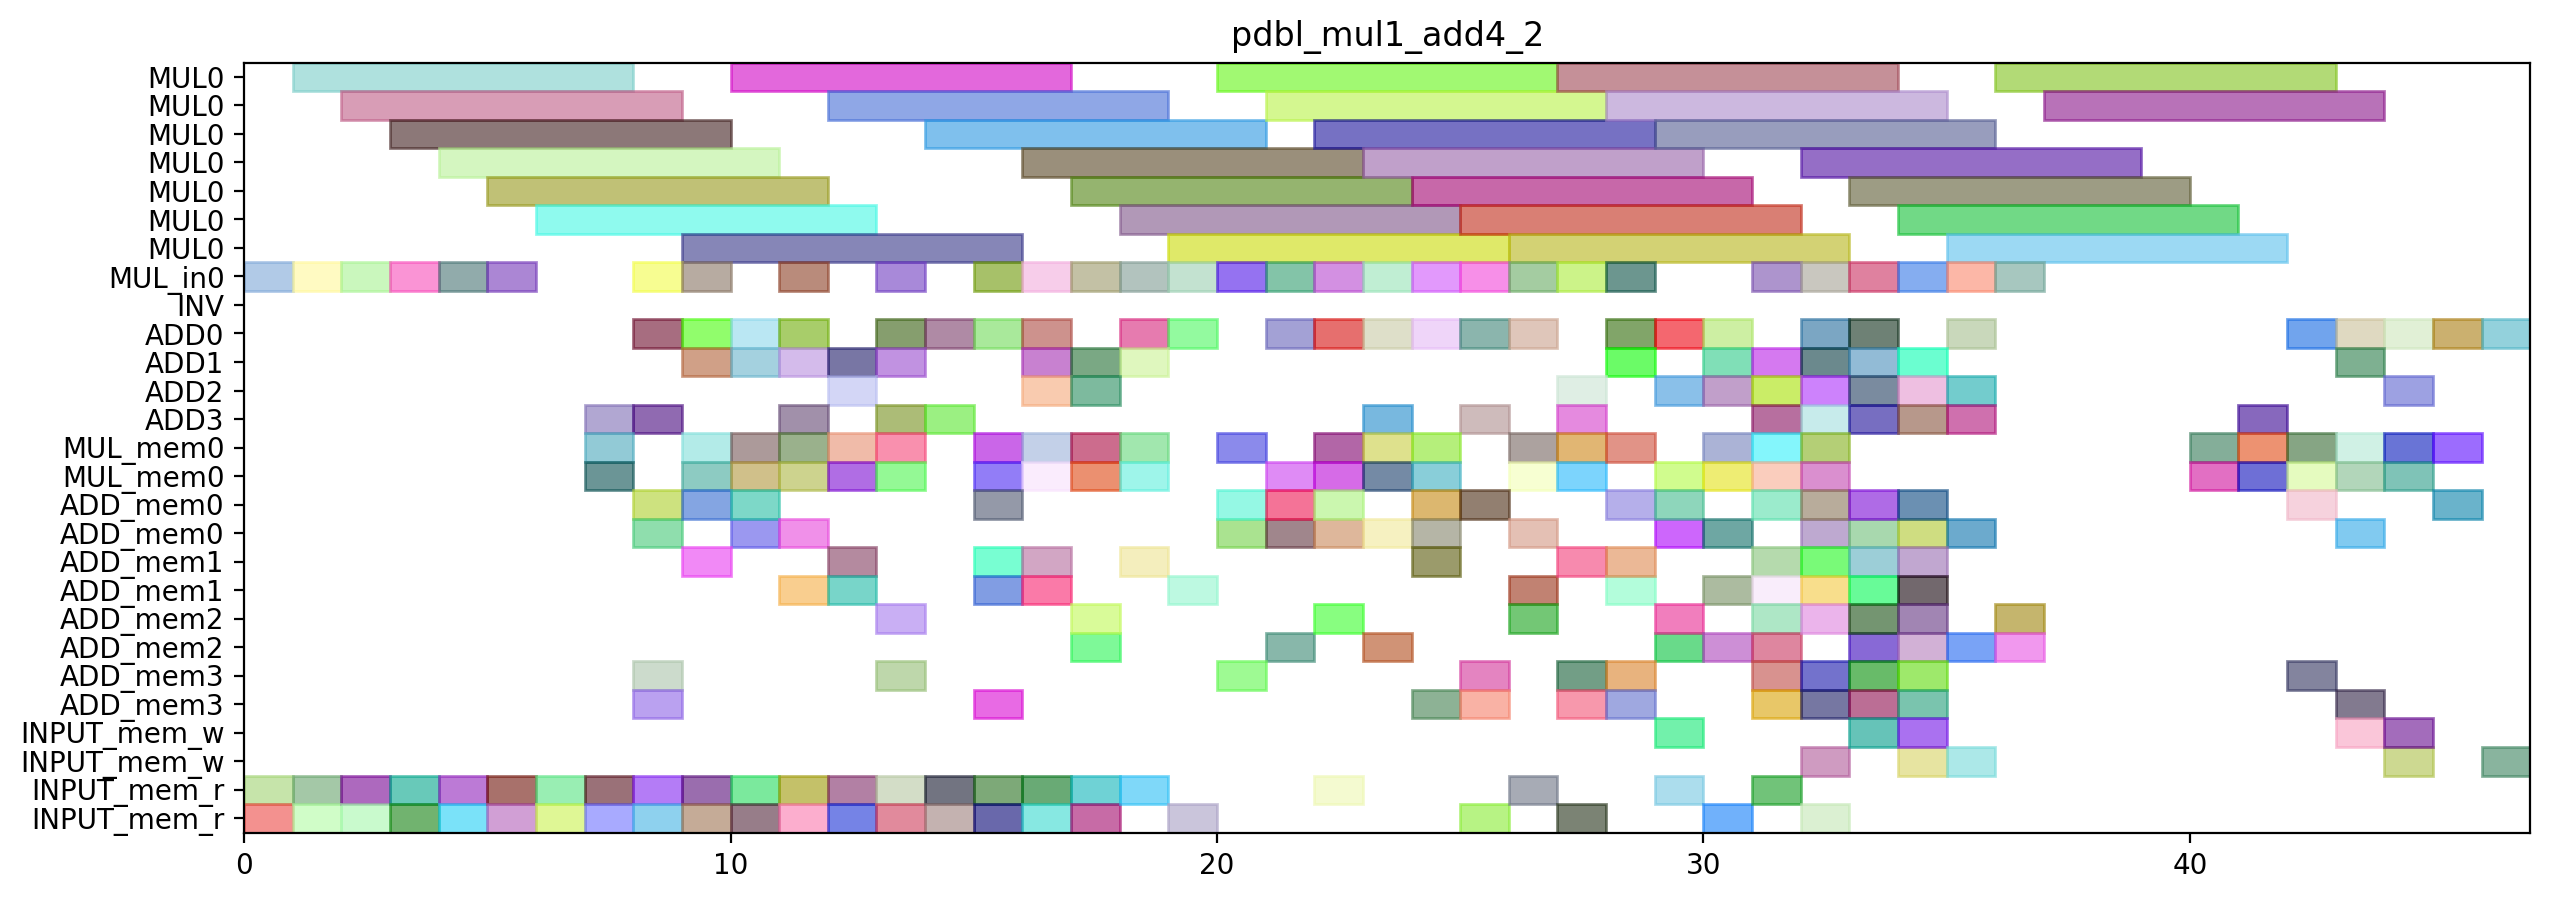 pdbl_mul1_add4_2
MUL0
MUL0
MUL0
MUL0
MUL0
MUL0
MUL0
MUL_in0
INV
ADD0
ADD1
ADD2
ADD3
MUL_mem0
MUL_mem0
ADD_mem0
ADD_mem0
ADD_mem1
ADD_mem1
ADD_mem2
ADD_mem2
ADD_mem3
ADD_mem3
INPUT_mem_w
INPUT_mem_w
INPUT_mem_r
INPUT_mem_r
0 10 20 30 40